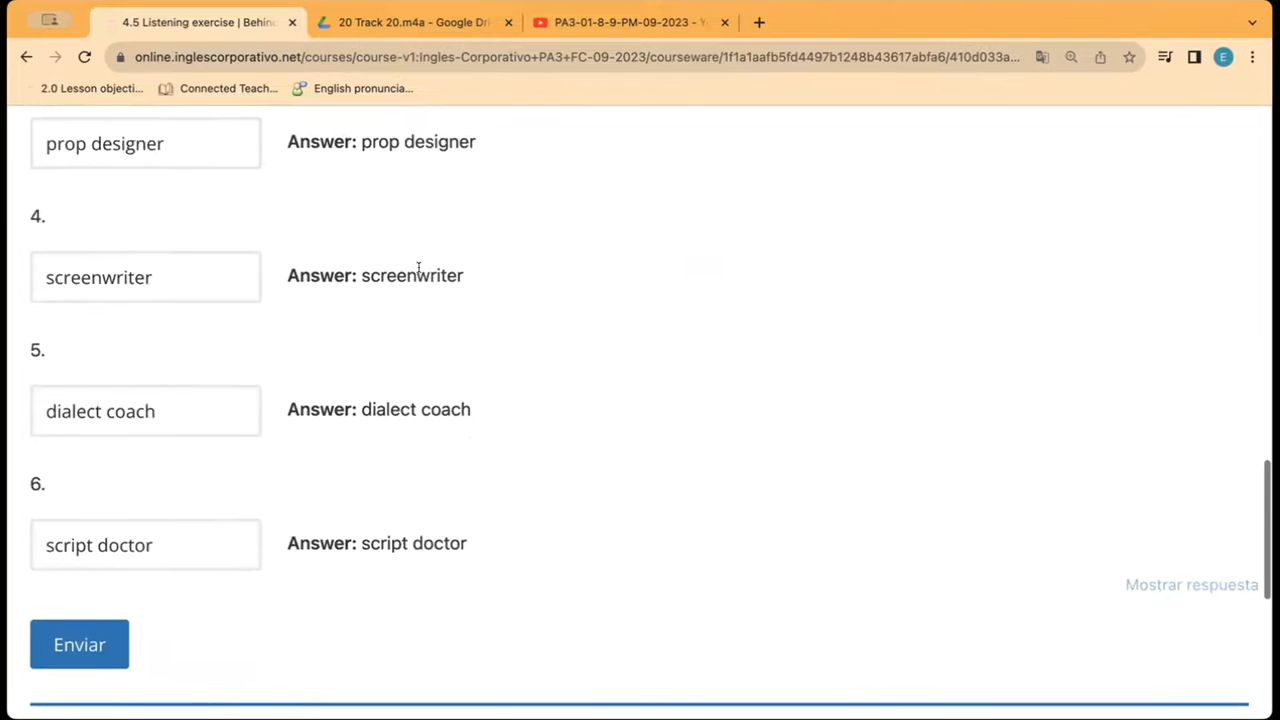 4.5 Listening exercise | Behin
20 Track 20.m4a - Google Dri
PA3-01-8-9-PM-09-2023 - Y
online.inglescorporativo.net/courses/course-v1:Ingles-Corporativo+PA3+FC-09-2023/courseware/1f1a1aafb5fd4497b1248b43617abfa6/410d033a...
E
2.0 Lesson objecti...
Connected Teach...
English pronuncia...
prop designer
Answer: prop designer
4.
screenwriter
Answer: screenwriter
5.
dialect coach
Answer: dialect coach
6.
script doctor
Answer: script doctor
Mostrar respuesta
Enviar